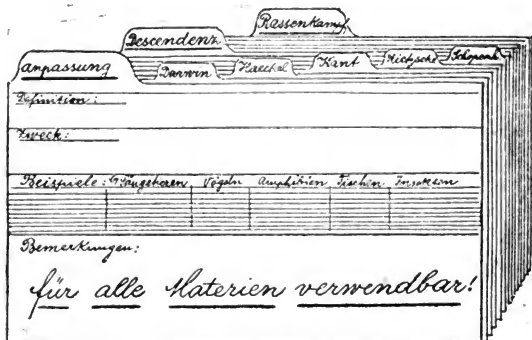 Rassenkampf
Descendenz
Anpassung Darwin Haeckel Kant Nietzsche Schopenh.
Definition:
Zweck:
Beispiele: Säugetieren Vögeln Amphibien Fischen Insekten
Bemerkungen:
für alle Materien verwendbar!